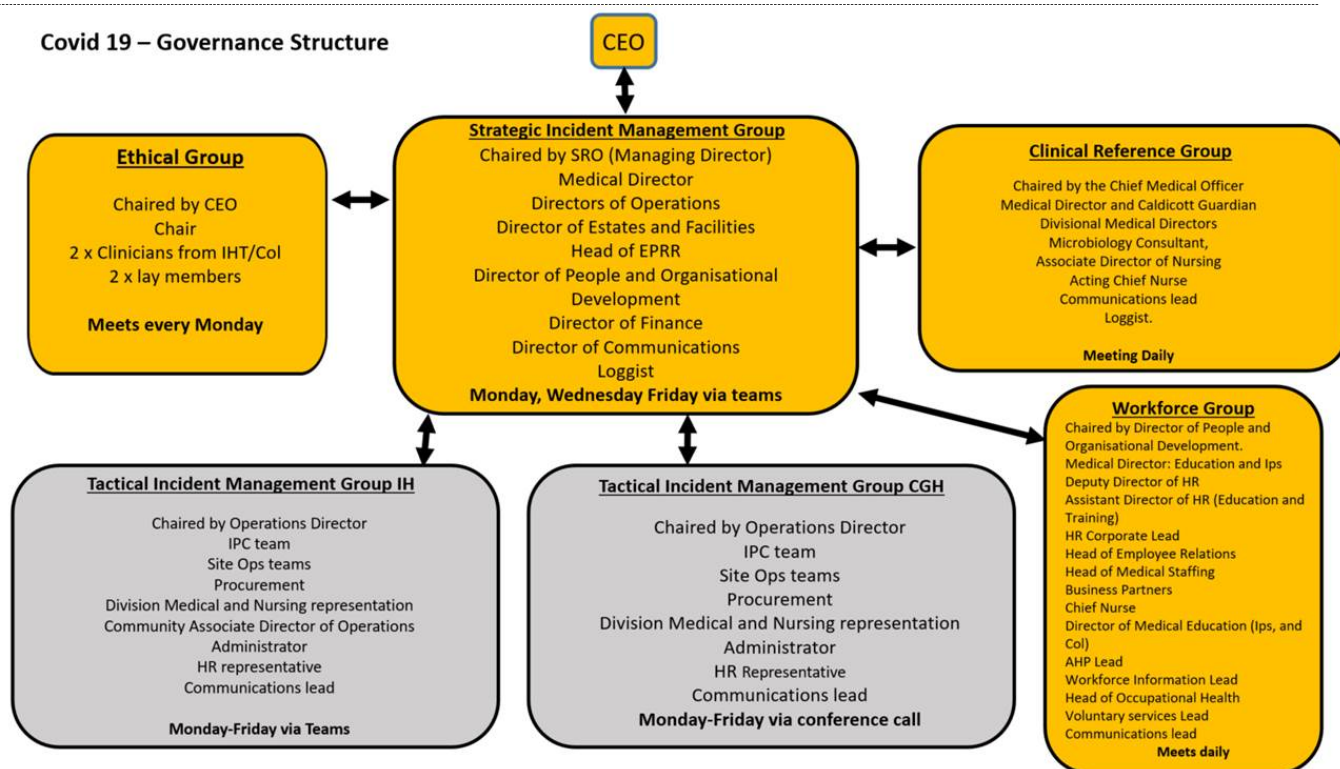 Covid 19 – Governance Structure
CEO
Ethical Group
Chaired by CEO
Chair
2 x Clinicians from IHT/Col
2 x lay members
Meets every Monday
Strategic Incident Management Group
Chaired by SRO (Managing Director)
Medical Director
Directors of Operations
Director of Estates and Facilities
Head of EPRR
Director of People and Organisational
Development
Director of Finance
Director of Communications
Loggist
Monday, Wednesday Friday via teams
Clinical Reference Group
Chaired by the Chief Medical Officer
Medical Director and Caldicott Guardian
Divisional Medical Directors
Microbiology Consultant,
Associate Director of Nursing
Acting Chief Nurse
Communications lead
Loggist.
Meeting Daily
Tactical Incident Management Group IH
Chaired by Operations Director
IPC team
Site Ops teams
Procurement
Division Medical and Nursing representation
Community Associate Director of Operations
Administrator
HR representative
Communications lead
Monday-Friday via Teams
Tactical Incident Management Group CGH
Chaired by Operations Director
IPC team
Site Ops teams
Procurement
Division Medical and Nursing representation
Administrator
HR Representative
Communications lead
Monday-Friday via conference call
Workforce Group
Chaired by Director of People and
Organisational Development.
Medical Director: Education and Ips
Deputy Director of HR
Assistant Director of HR (Education and
Training)
HR Corporate Lead
Head of Employee Relations
Head of Medical Staffing
Business Partners
Chief Nurse
Director of Medical Education (Ips, and
Col)
AHP Lead
Workforce Information Lead
Head of Occupational Health
Voluntary services Lead
Communications lead
Meets daily